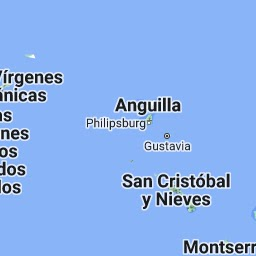 Vírgenes
ánicas
Anguilla
Philipsburg
as
nes
Gustavia
os
dos
dos
San Cristóbal
y Nieves
Montserr